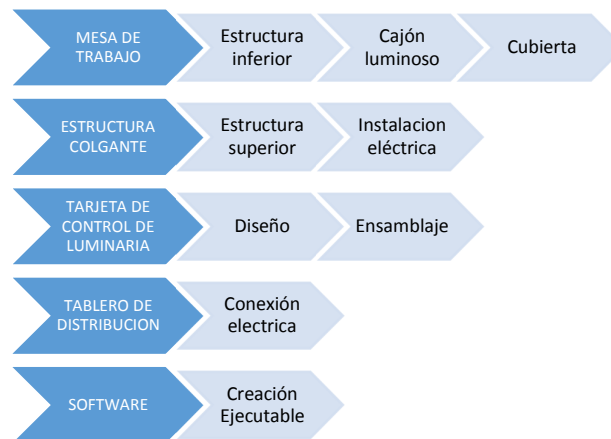 MESA DE
TRABAJO
Estructura
inferior
Cajón
luminoso
Cubierta
ESTRUCTURA
COLGANTE
Estructura
superior
Instalacion
eléctrica
TARJETA DE
CONTROL DE
LUMINARIA
Diseño
Ensamblaje
TABLERO DE
DISTRIBUCION
Conexión
electrica
SOFTWARE
Creación
Ejecutable